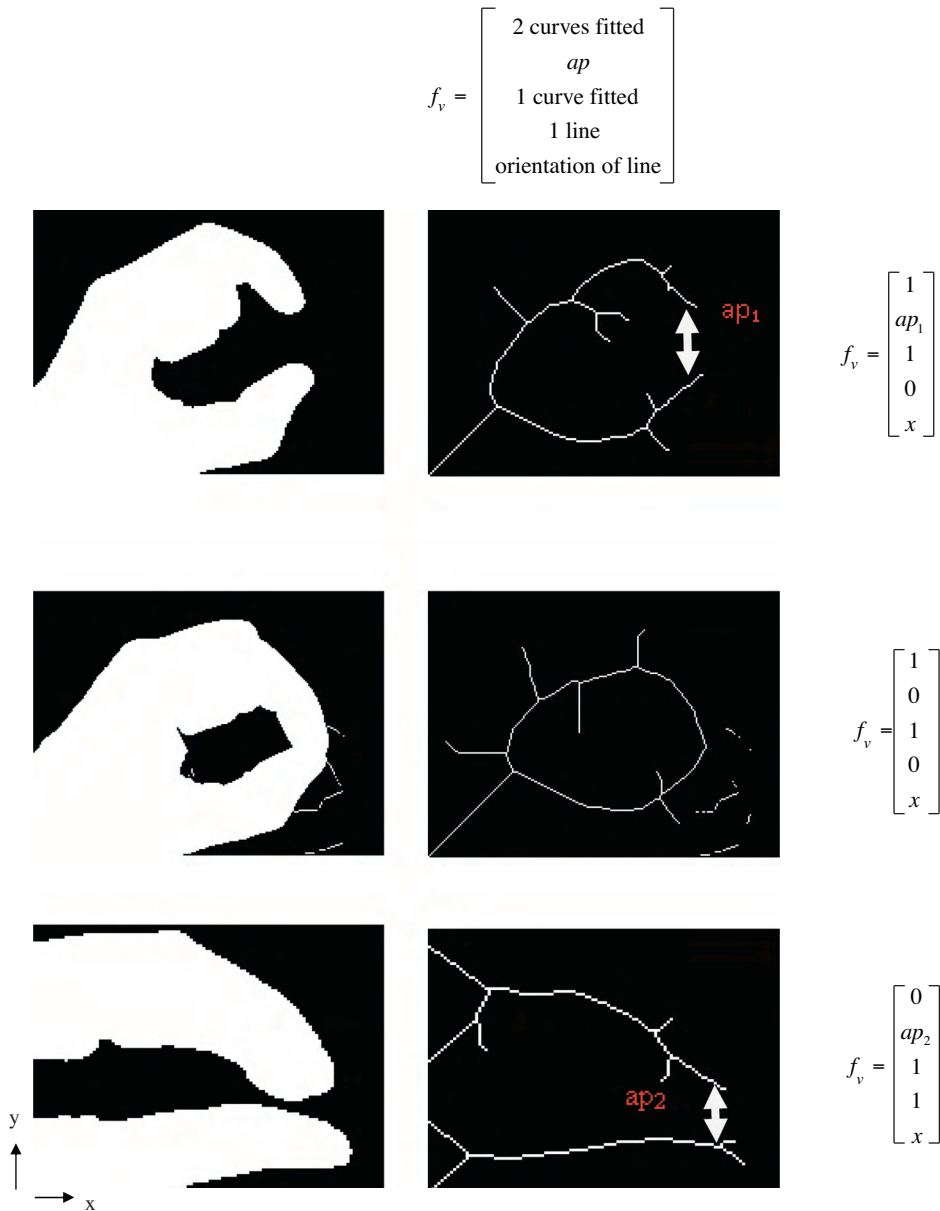 2 curves fitted
ap
f_v = 1 curve fitted
1 line
orientation of line
ap₁
1
ap₁
f_v = 1
0
x
1
0
f_v = 1
0
x
ap₂
0
ap₂
f_v = 1
1
x
y
x